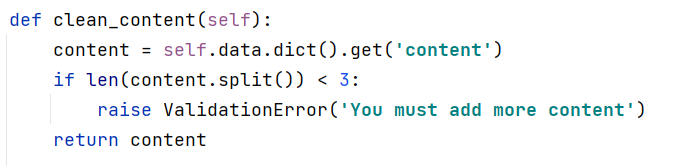 def clean_content(self):
    content = self.data.dict().get('content')
    if len(content.split()) < 3:
        raise ValidationError('You must add more content')
    return content